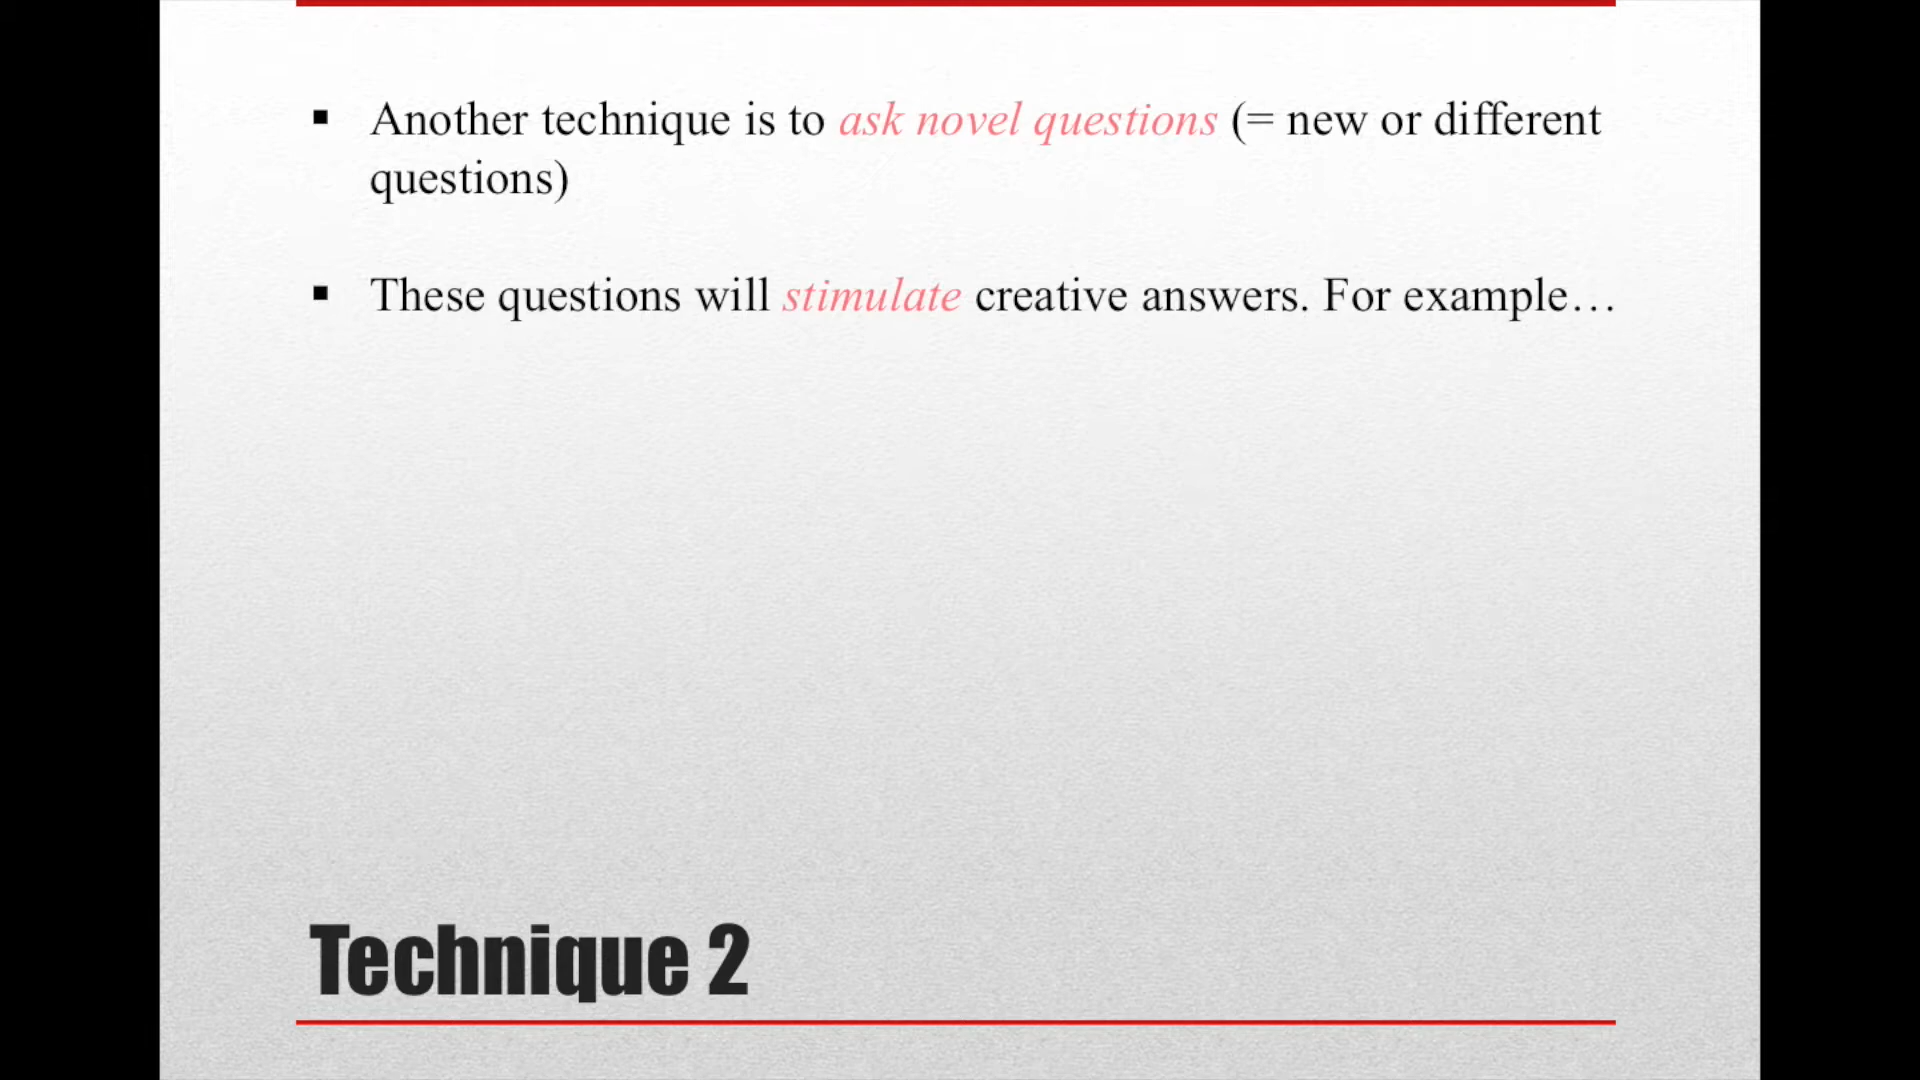 ▪ Another technique is to ask novel questions (= new or different
questions)
▪ These questions will stimulate creative answers. For example…
Technique 2